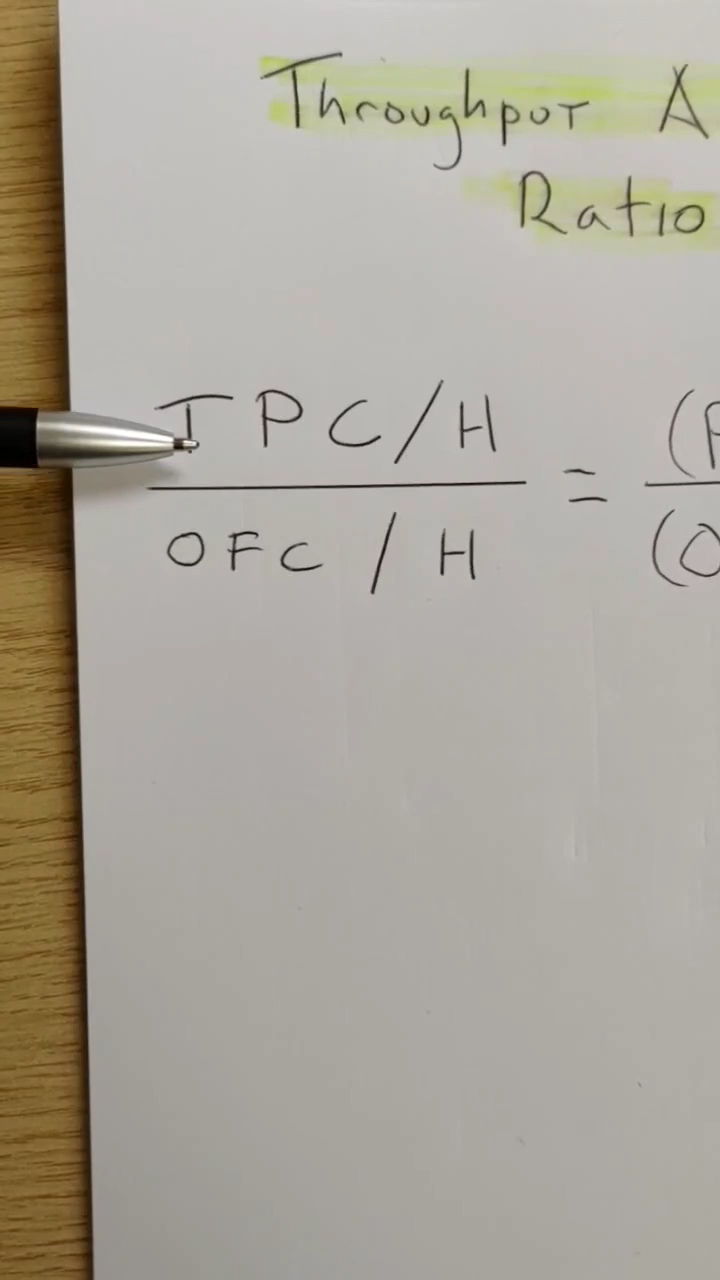 Throughput A
Ratio
TPC/H = (P
OFC / H (O